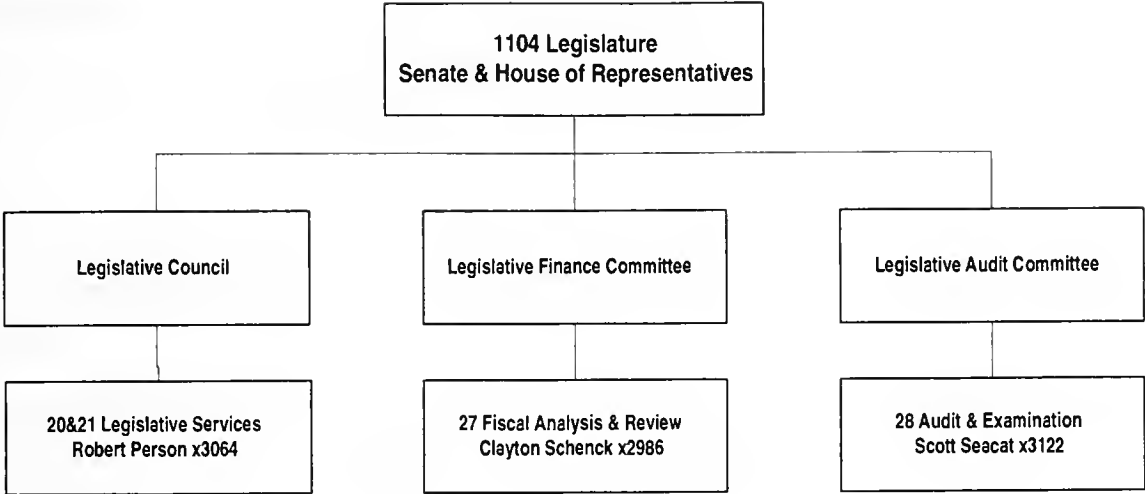 1104 Legislature
Senate & House of Representatives
Legislative Council
Legislative Finance Committee
Legislative Audit Committee
20&21 Legislative Services
Robert Person x3064
27 Fiscal Analysis & Review
Clayton Schenck x2986
28 Audit & Examination
Scott Seacat x3122